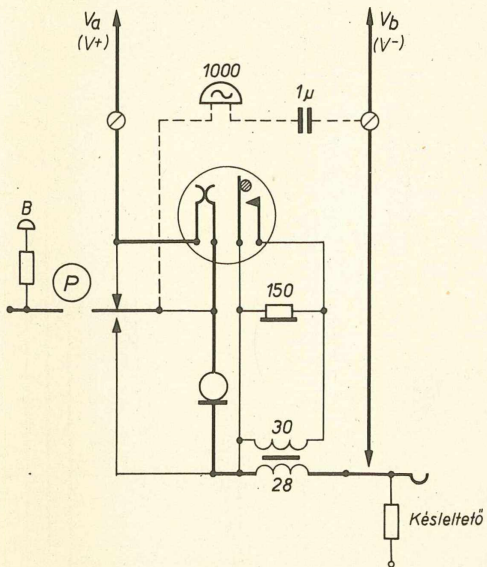 Va
(V+)
Vb
(V-)
1000
1μ
B
P
150
30
28
Késleltető